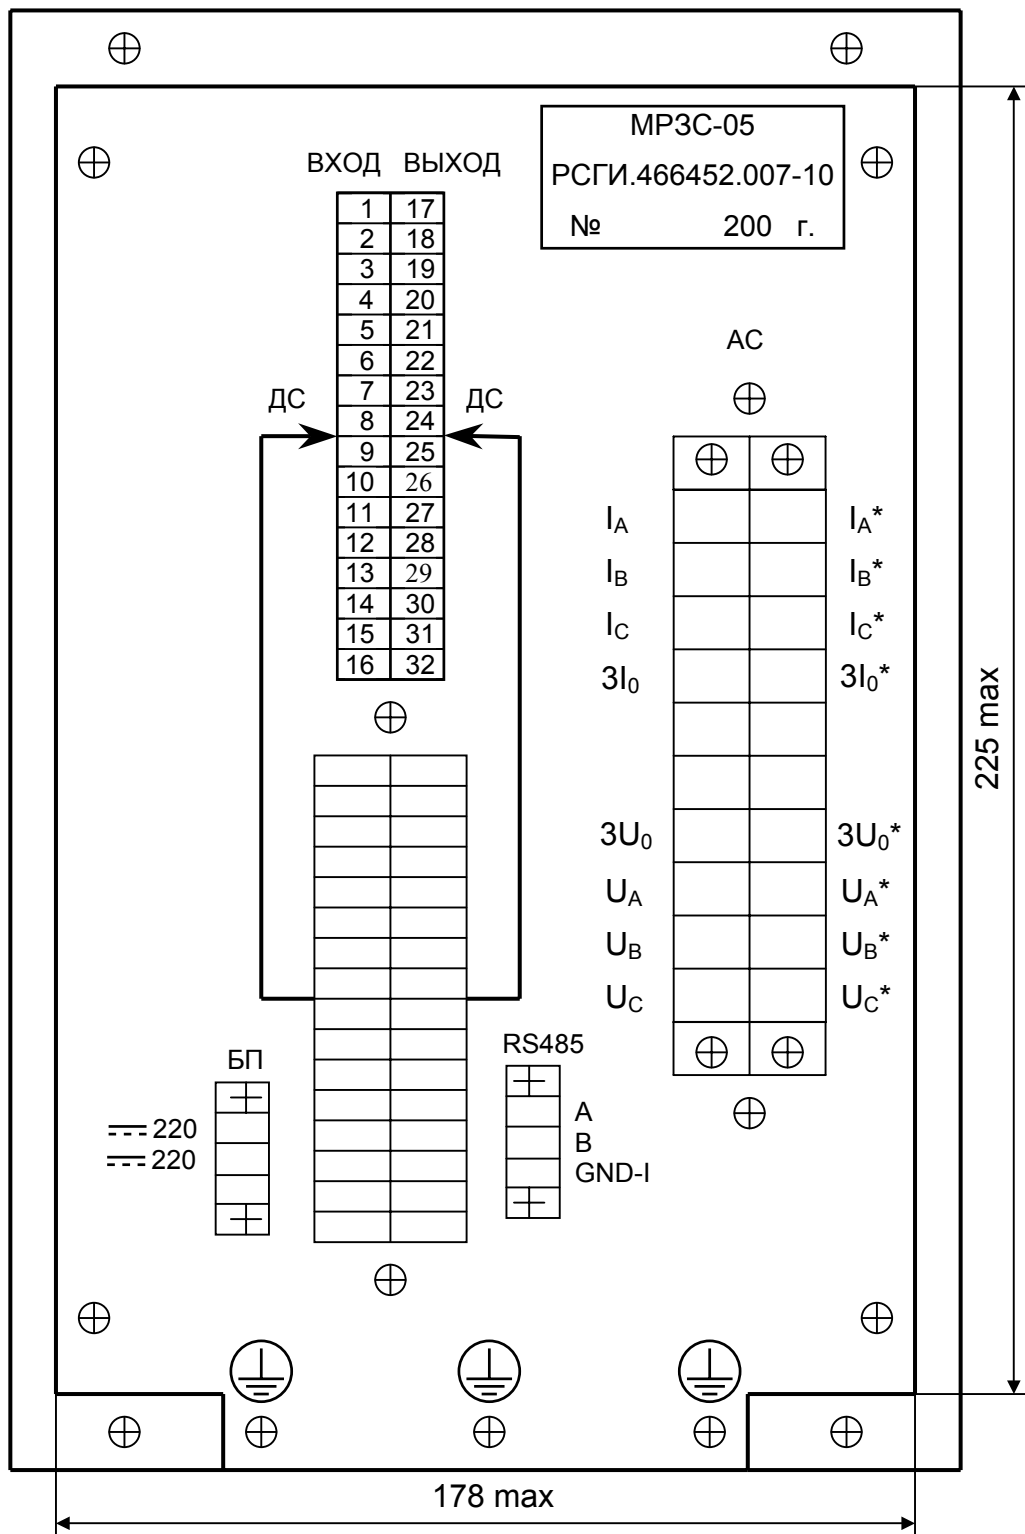 МРЗС-05
РСГИ.466452.007-10
№ 200 г.
ВХОД ВЫХОД
1 17
2 18
3 19
4 20
5 21
6 22
7 23
8 24
9 25
10 26
11 27
12 28
13 29
14 30
15 31
16 32
ДС ДС
АС
I_A I_A*
I_B I_B*
I_C I_C*
3I_0 3I_0*
3U_0 3U_0*
U_A U_A*
U_B U_B*
U_C U_C*
БП
220
220
RS485
A
B
GND-I
225 max
178 max